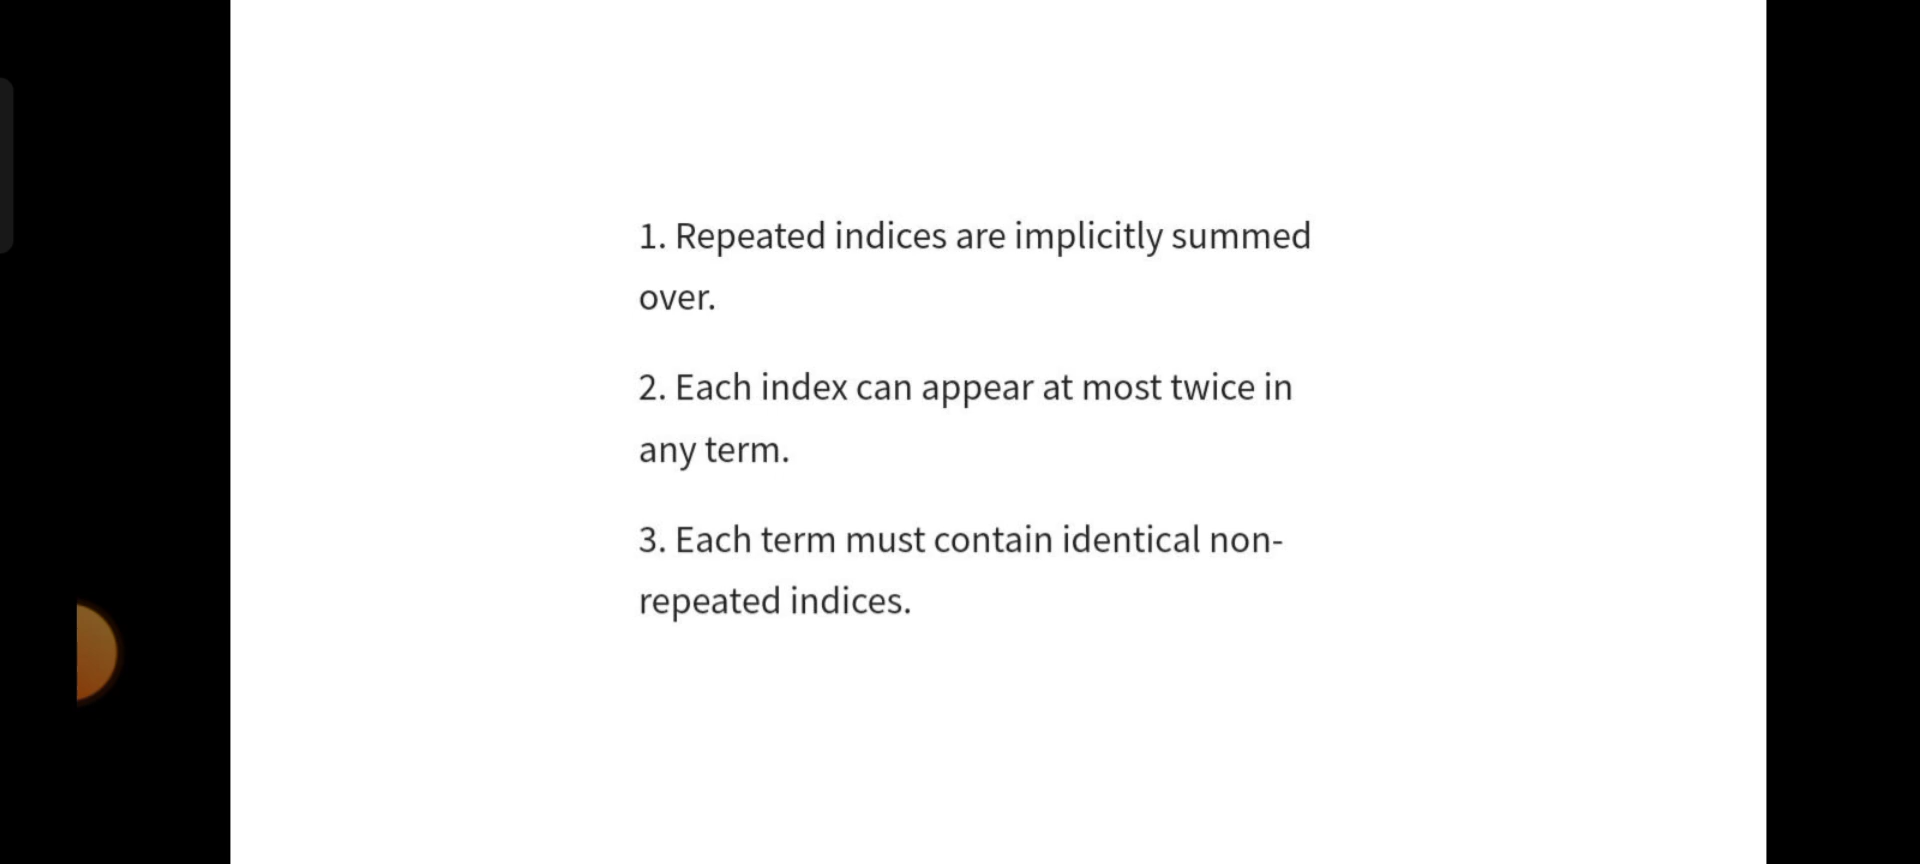 1. Repeated indices are implicitly summed
over.
2. Each index can appear at most twice in
any term.
3. Each term must contain identical non-
repeated indices.